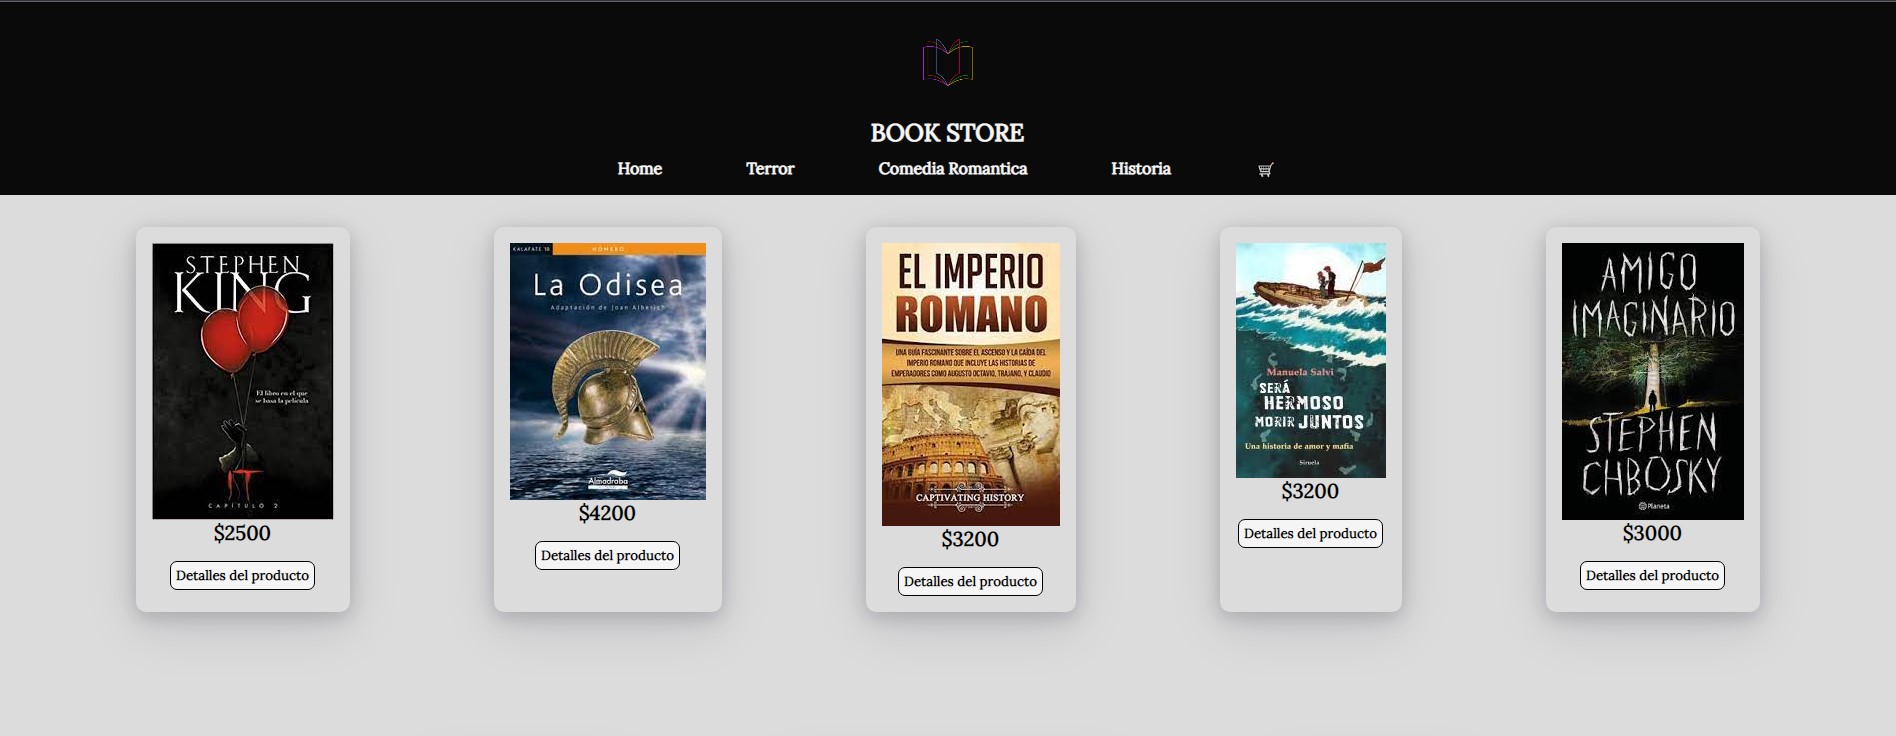 BOOK STORE
Home Terror Comedia Romantica Historia
STEPHEN
KING
El libro en el que
se basa la película
IT
CAPÍTULO 2
$2500
Detalles del producto
KALAFATE 10 HOMERO
La Odisea
Adaptación de Joan Alberich
Almadraba
$4200
Detalles del producto
EL IMPERIO
ROMANO
UNA GUÍA FASCINANTE SOBRE EL ASCENSO Y LA CAÍDA DEL
IMPERIO ROMANO QUE INCLUYE LAS HISTORIAS DE
EMPERADORES COMO AUGUSTO OCTAVIO, TRAJANO, Y CLAUDIO
CAPTIVATING HISTORY
$3200
Detalles del producto
Manuela Salvi
SERÁ
HERMOSO
MORIR JUNTOS
Una historia de amor y mafia
Siruela
$3200
Detalles del producto
AMIGO
IMAGINARIO
STEPHEN
CHBOSKY
Planeta
$3000
Detalles del producto